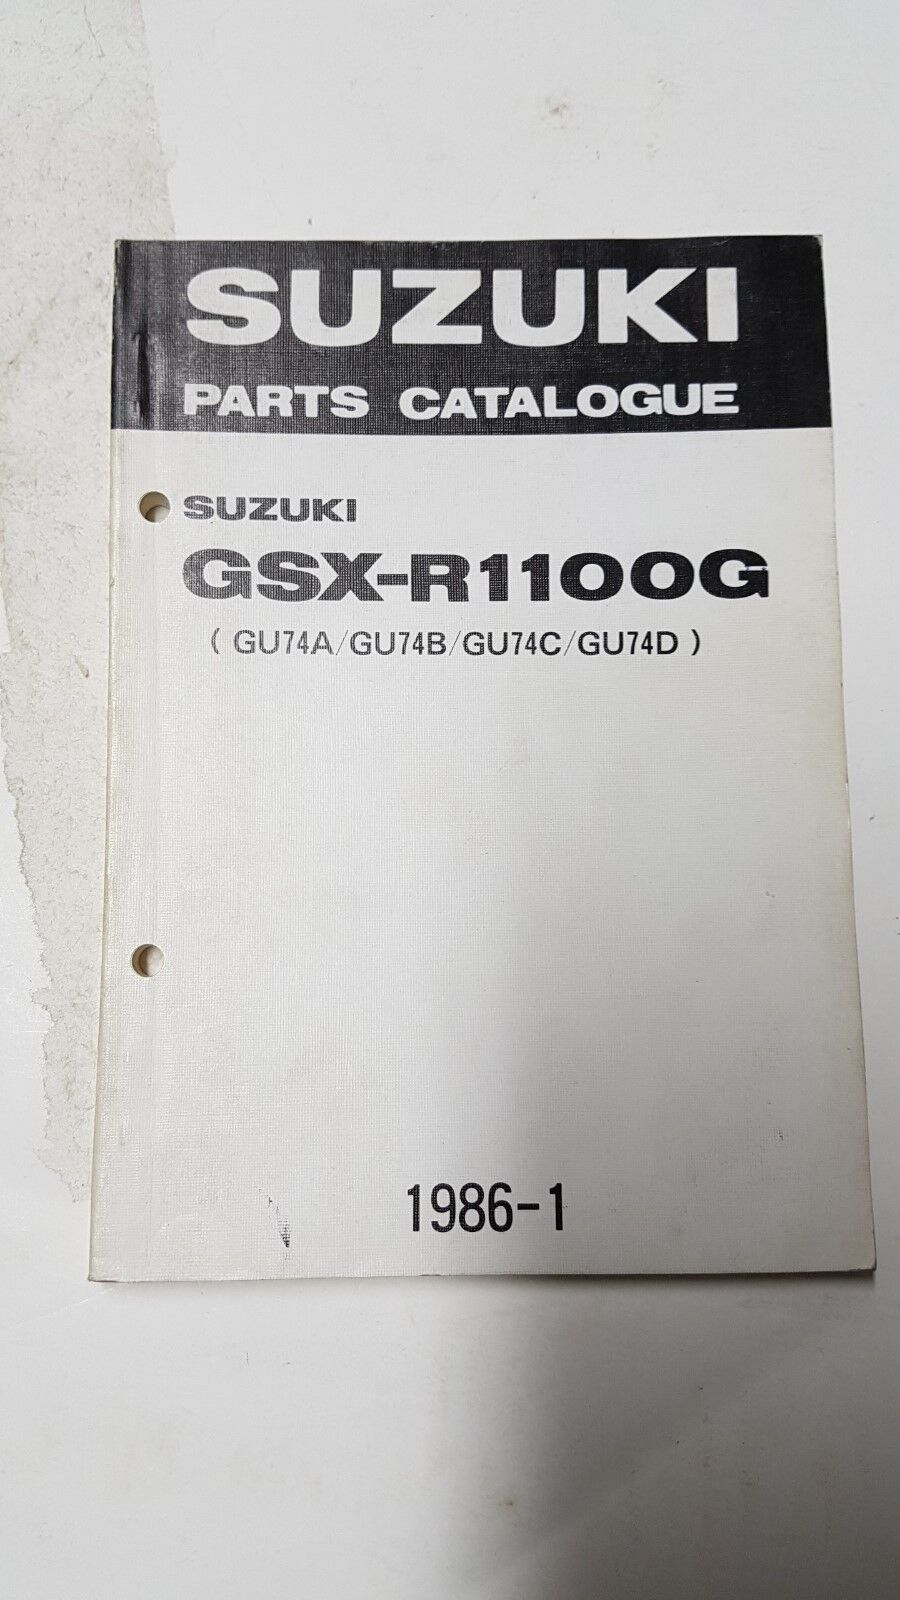 SUZUKI
PARTS CATALOGUE
SUZUKI
GSX-R1100G
( GU74A/GU74B/GU74C/GU74D )
1986-1